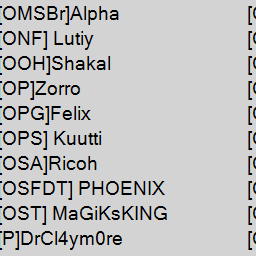 [OMSBr]Alpha
[ONF] Lutiy
[OOH]Shakal
[OP]Zorro
[OPG]Felix
[OPS] Kuutti
[OSA]Ricoh
[OSFDT] PHOENIX
[OST] MaGiKsKING
[P]DrCl4ym0re